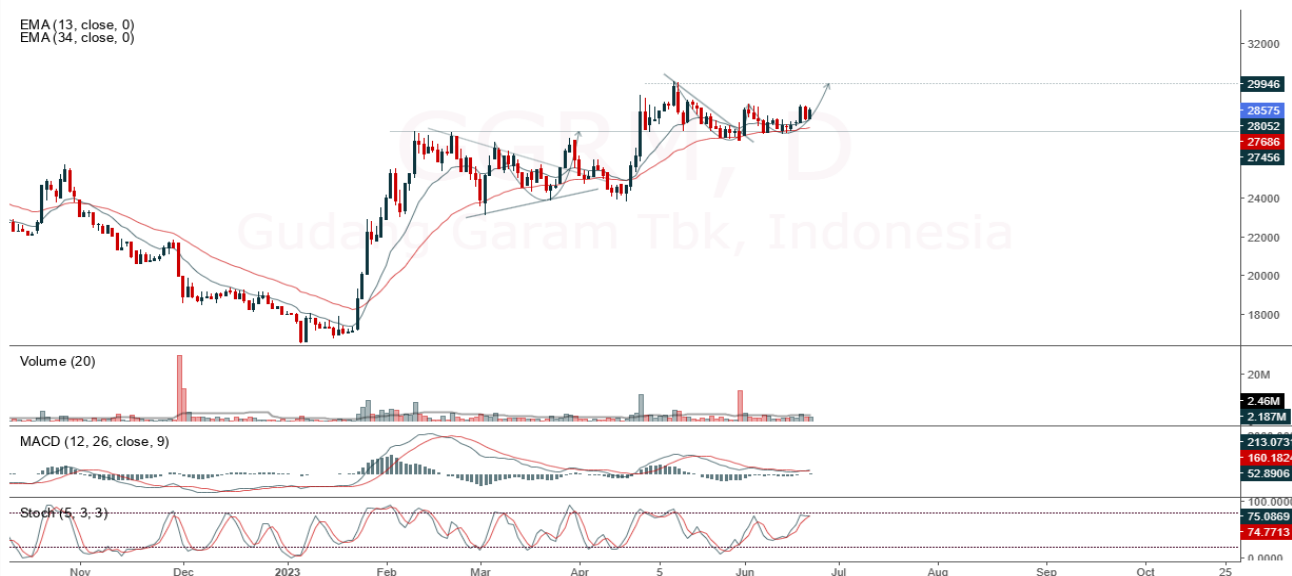 EMA (13, close, 0)
EMA (34, close, 0)
GGRM, D
Gudang Garam Tbk, Indonesia
32000
29946
28575
28052
27686
27456
24000
22000
20000
18000
Volume (20)
20M
2.46M
2.187M
MACD (12, 26, close, 9)
213.0731
160.1824
52.8906
Stoch (5, 3, 3)
100.0000
75.0869
74.7713
0.0000
Nov Dec 2023 Feb Mar Apr 5 Jun Jul Aug Sep Oct 25